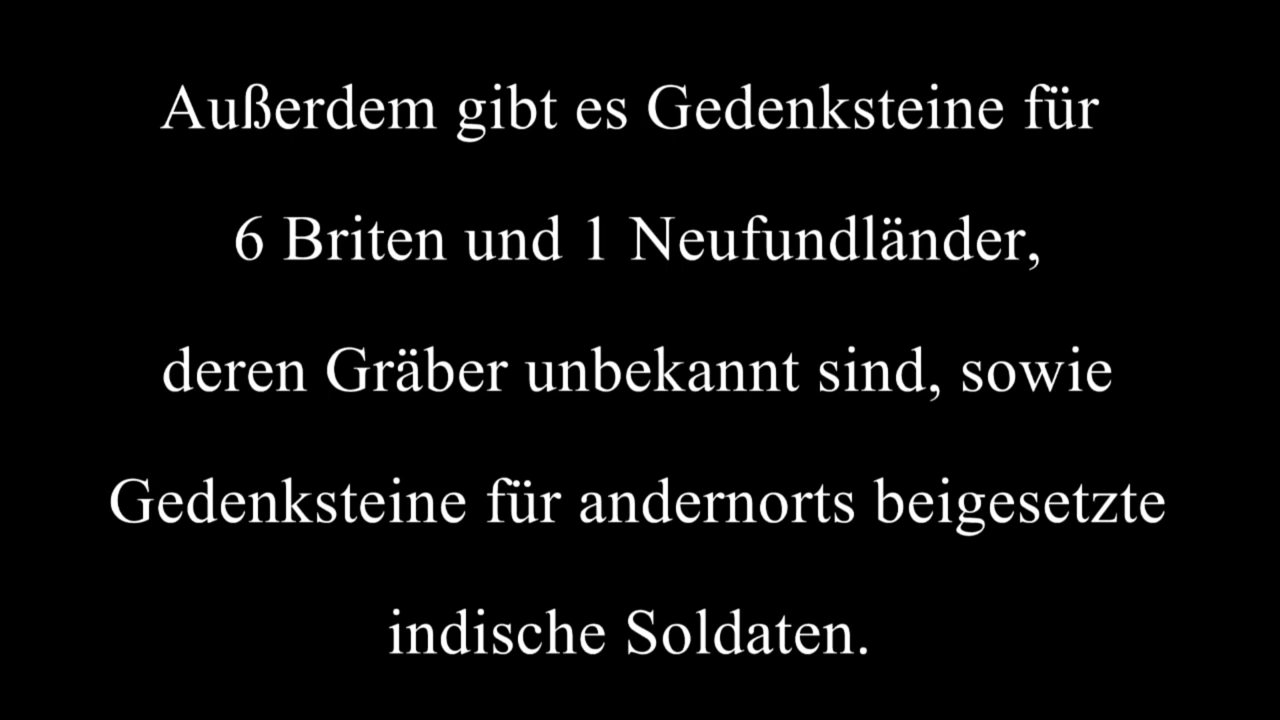 Außerdem gibt es Gedenksteine für
6 Briten und 1 Neufundländer,
deren Gräber unbekannt sind, sowie
Gedenksteine für andernorts beigesetzte
indische Soldaten.